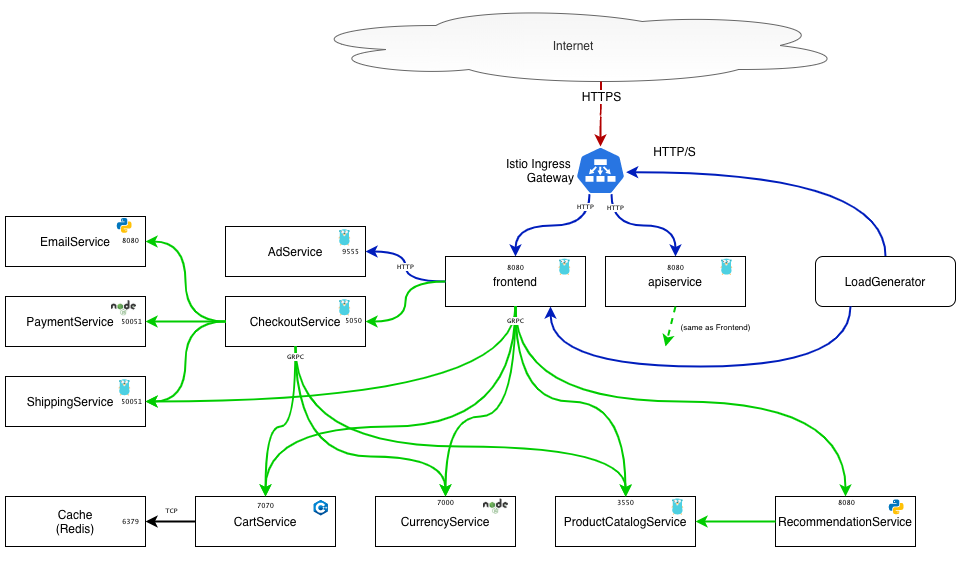 Internet
HTTPS
HTTP/S
Istio Ingress
Gateway
HTTP
HTTP
EmailService
8080
AdService
9555
HTTP
8080
frontend
8080
apiservice
LoadGenerator
node
PaymentService
50051
CheckoutService
5050
GRPC
(same as Frontend)
GRPC
ShippingService
50051
Cache
(Redis)
6379
TCP
7070
CartService
7000
node
CurrencyService
3550
ProductCatalogService
8080
RecommendationService